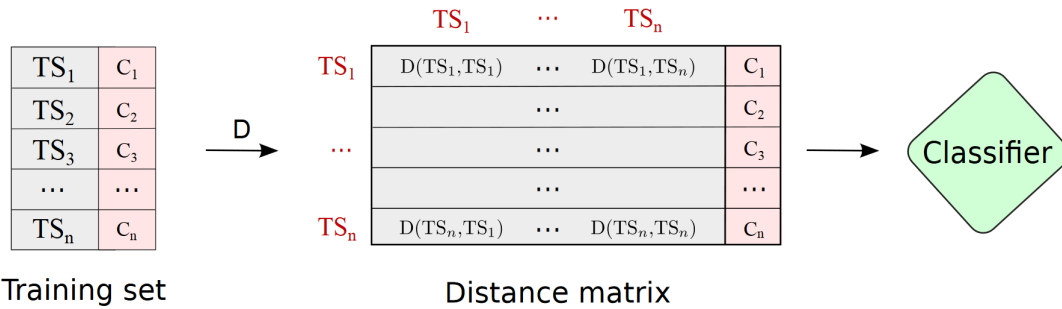 TS₁ ... TSₙ
TS₁ C₁
TS₂ C₂
TS₃ C₃
... ...
TSₙ Cₙ
Training set
D
TS₁ D(TS₁,TS₁) ... D(TS₁,TSₙ) C₁
... C₂
... ... C₃
... ...
TSₙ D(TSₙ,TS₁) ... D(TSₙ,TSₙ) Cₙ
Distance matrix
Classifier